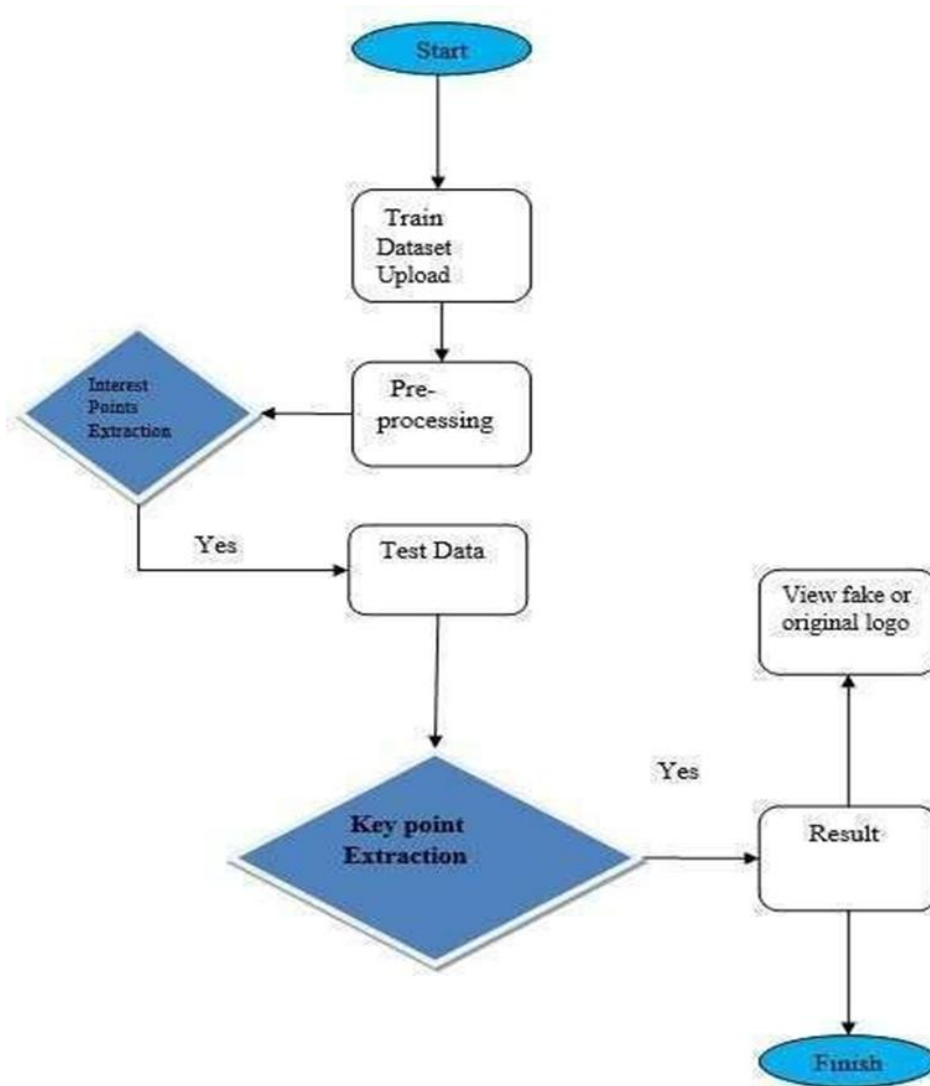 Start
Train
Dataset
Upload
Pre-
processing
Interest
Points
Extraction
Yes
Test Data
View fake or
original logo
Yes
Key point
Extraction
Result
Finish